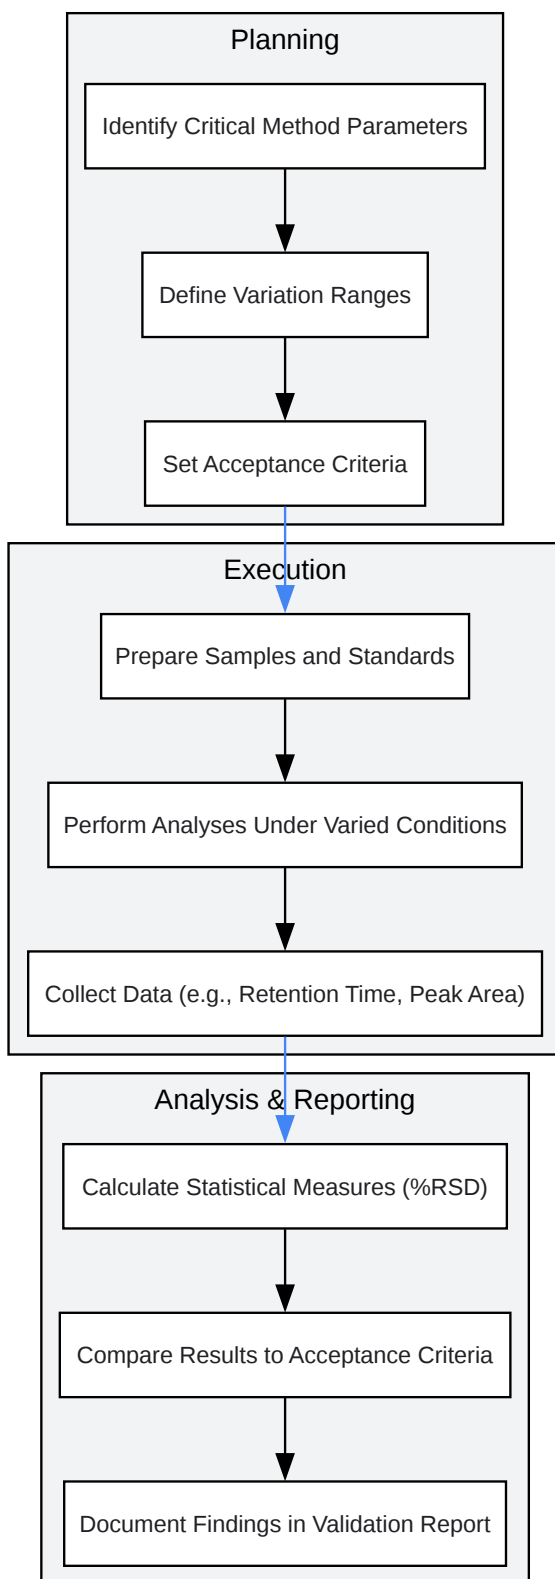 Planning
Identify Critical Method Parameters
Define Variation Ranges
Set Acceptance Criteria
Execution
Prepare Samples and Standards
Perform Analyses Under Varied Conditions
Collect Data (e.g., Retention Time, Peak Area)
Analysis & Reporting
Calculate Statistical Measures (%RSD)
Compare Results to Acceptance Criteria
Document Findings in Validation Report